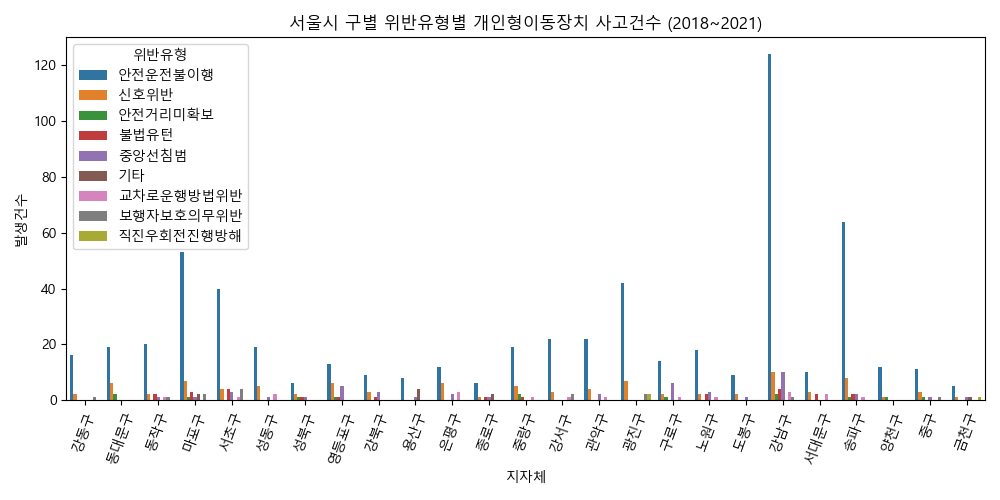 서울시 구별 위반유형별 개인형이동장치 사고건수 (2018~2021)
위반유형
안전운전불이행
신호위반
안전거리미확보
불법유턴
중앙선침범
기타
교차로운행방법위반
보행자보호의무위반
직진우회전진행방해
발생건수
120
100
80
60
40
20
0
강동구
동대문구
동작구
마포구
서초구
성동구
성북구
영등포구
강북구
용산구
은평구
종로구
중랑구
강서구
관악구
광진구
구로구
노원구
도봉구
강남구
서대문구
송파구
양천구
중구
금천구
지자체